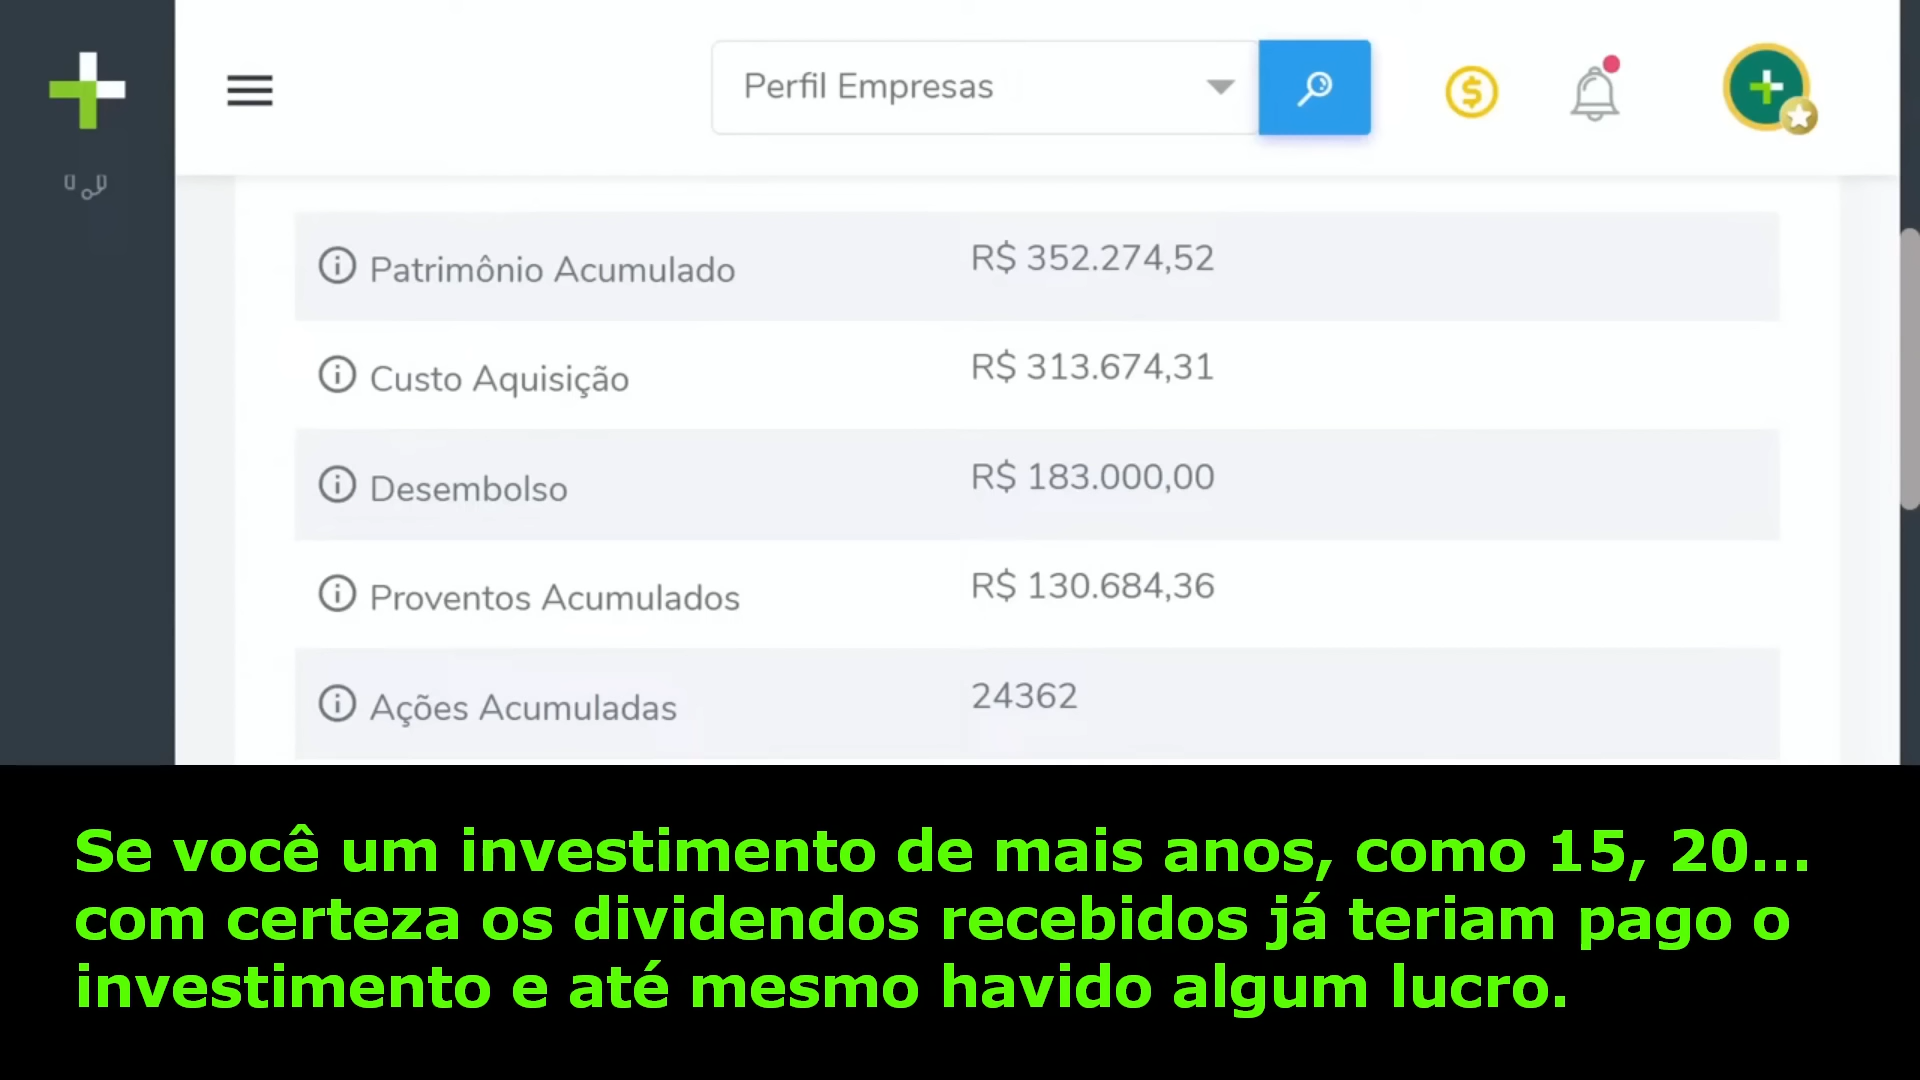 Perfil Empresas
Patrimônio Acumulado R$ 352.274,52
Custo Aquisição R$ 313.674,31
Desembolso R$ 183.000,00
Proventos Acumulados R$ 130.684,36
Ações Acumuladas 24362
Se você um investimento de mais anos, como 15, 20...
com certeza os dividendos recebidos já teriam pago o
investimento e até mesmo havido algum lucro.